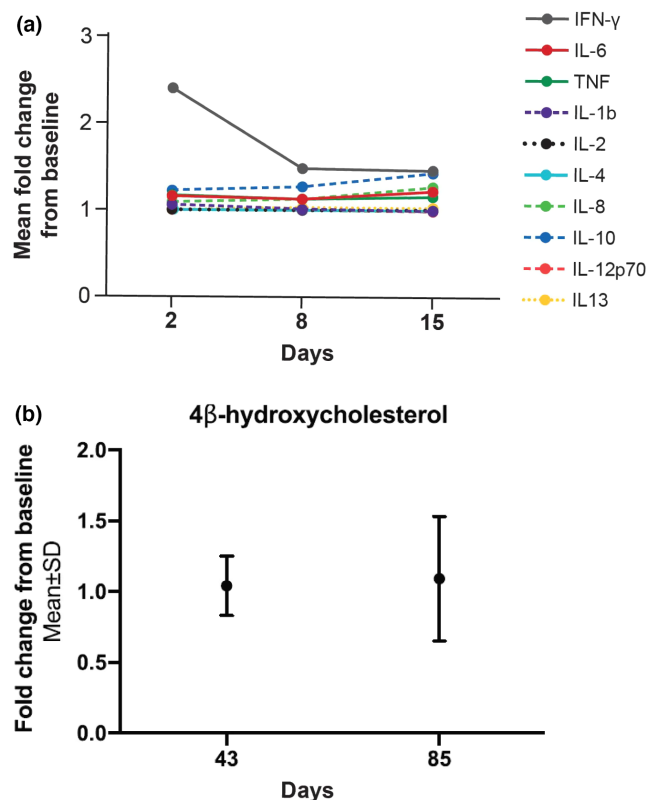 (a)
3
2
1
0
Mean fold change
from baseline
2
8
15
Days
IFN-γ
IL-6
TNF
IL-1b
IL-2
IL-4
IL-8
IL-10
IL-12p70
IL13
(b)
4β-hydroxycholesterol
2.0
1.5
1.0
0.5
0.0
Fold change from baseline
Mean±SD
43
85
Days